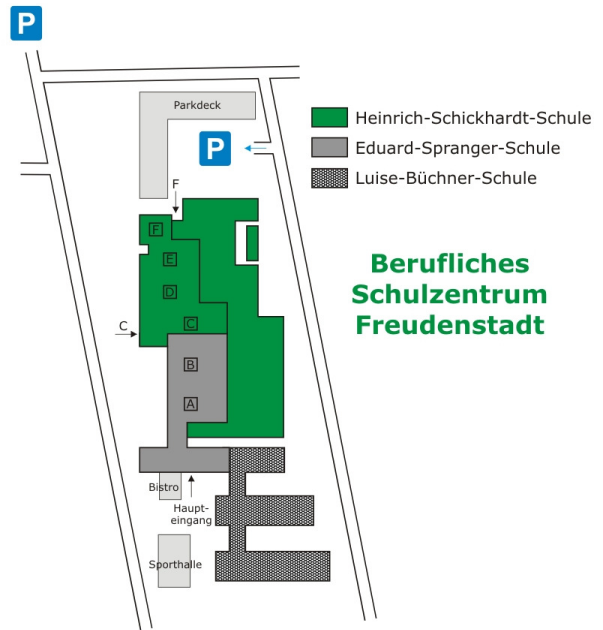 P
Parkdeck
P
Heinrich-Schickhardt-Schule
Eduard-Spranger-Schule
Luise-Büchner-Schule
F
F
E
D
C
C
B
A
Berufliches
Schulzentrum
Freudenstadt
Bistro
Haupt-
eingang
Sporthalle